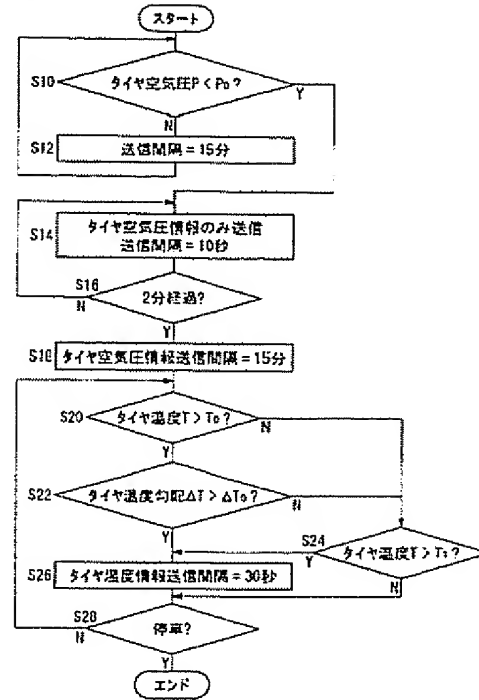 スタート
S10
タイヤ空気圧P < P₀?
Y
N
S12
送信間隔 = 15分
S14
タイヤ空気圧情報のみ送信
送信間隔 = 10秒
S16
2分経過?
N
Y
S18
タイヤ空気圧情報送信間隔 = 15分
S20
タイヤ温度T > T₀?
N
Y
S22
タイヤ温度勾配ΔT > ΔT₀?
N
Y
S24
タイヤ温度T > T₁?
Y
N
S26
タイヤ温度情報送信間隔 = 30秒
S28
停車?
N
Y
エンド